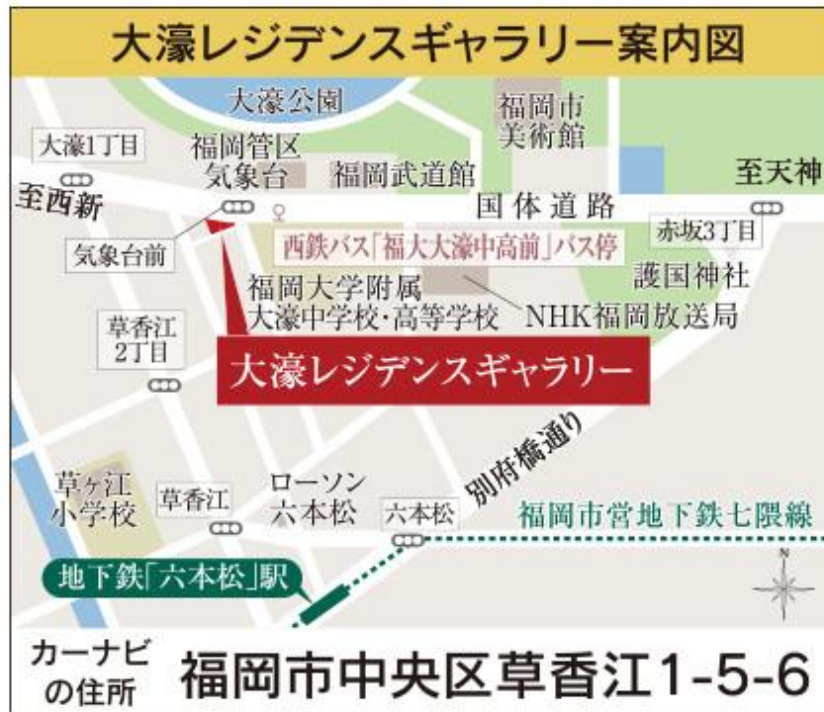 大濠レジデンスギャラリー案内図
大濠公園
福岡市
美術館
大濠1丁目
福岡管区
気象台
福岡武道館
至天神
至西新
国体道路
気象台前
西鉄バス「福大大濠中高前」バス停
赤坂3丁目
護国神社
福岡大学附属
大濠中学校・高等学校
NHK福岡放送局
草香江
2丁目
大濠レジデンスギャラリー
別府橋通り
草ヶ江
小学校
草香江
ローソン
六本松
六本松
福岡市営地下鉄七隈線
地下鉄「六本松」駅
N
カーナビ
の住所
福岡市中央区草香江1-5-6